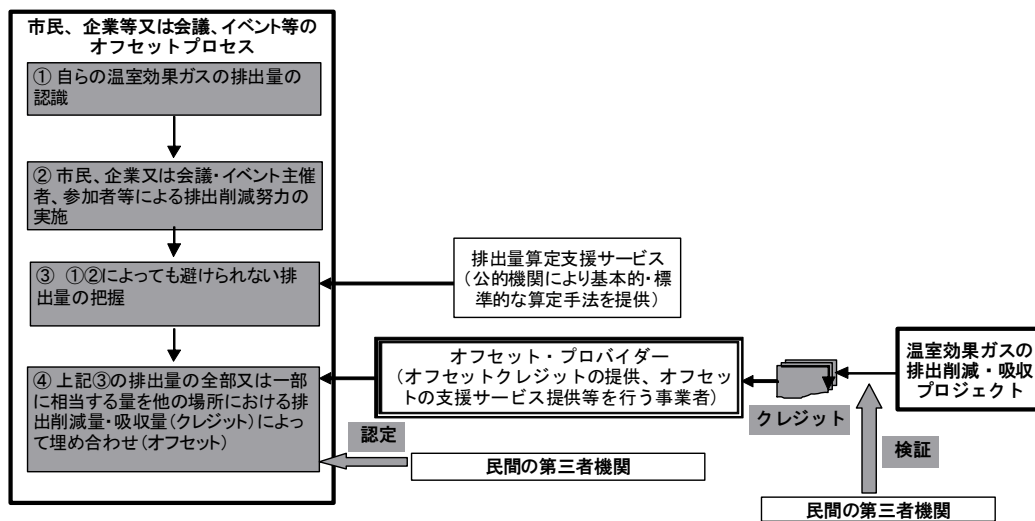 市民、企業等又は会議、イベント等の
オフセットプロセス
① 自らの温室効果ガスの排出量の
認識
② 市民、企業又は会議・イベント主催
者、参加者等による排出削減努力の
実施
③ ①②によっても避けられない排
出量の把握
④ 上記③の排出量の全部又は一部
に相当する量を他の場所における排
出削減量・吸収量(クレジット)によっ
て埋め合わせ(オフセット)
排出量算定支援サービス
(公的機関により基本的・標
準的な算定手法を提供)
オフセット・プロバイダー
(オフセットクレジットの提供、オフセッ
トの支援サービス提供等を行う事業者)
認定
民間の第三者機関
クレジット
温室効果ガスの
排出削減・吸収
プロジェクト
検証
民間の第三者機関